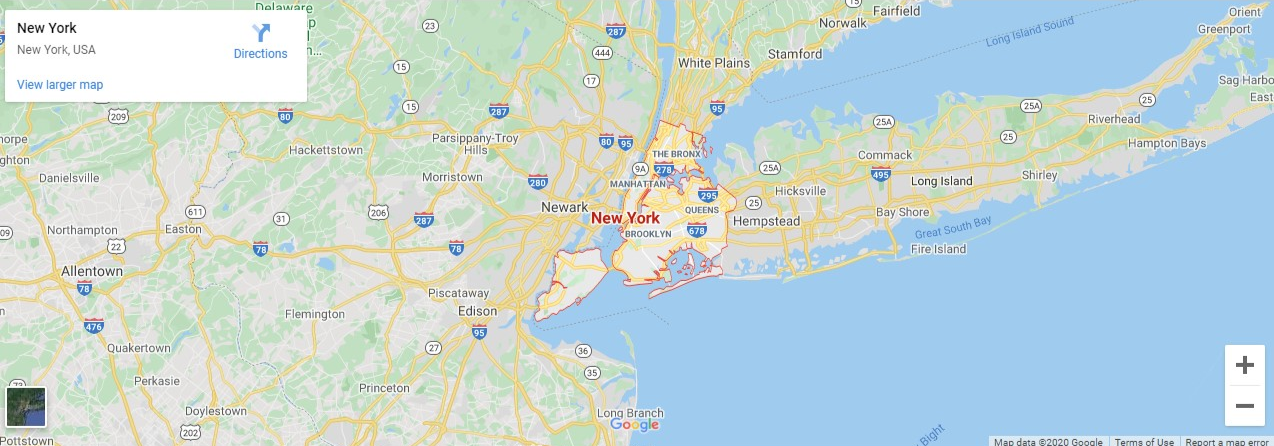 New York
New York, USA
Directions
View larger map
Delaware
Fairfield
Norwalk
Orient
Greenport
Long Island Sound
Stamford
White Plains
23
287
444
15
17
15
95
Sag Harbo
East
209
80
287
25A
25A
25
Riverhead
Parsippany-Troy
Hills
80
95
25
Hampton Bays
Hackettstown
THE BRONX
9A
278
25A
Commack
495
Shirley
Danielsville
Morristown
280
MANHATTAN
295
Hicksville
Long Island
611
31
206
287
Newark
New York
QUEENS
25
Hempstead
Bay Shore
Great South Bay
Northampton
22
Easton
78
78
BROOKLYN
678
Fire Island
Allentown
78
Piscataway
Edison
476
Flemington
95
Quakertown
27
36
35
Perkasie
Princeton
Doylestown
202
Long Branch
Google
Pottstown
Bight
Map data ©2020 Google
Terms of Use
Report a map error